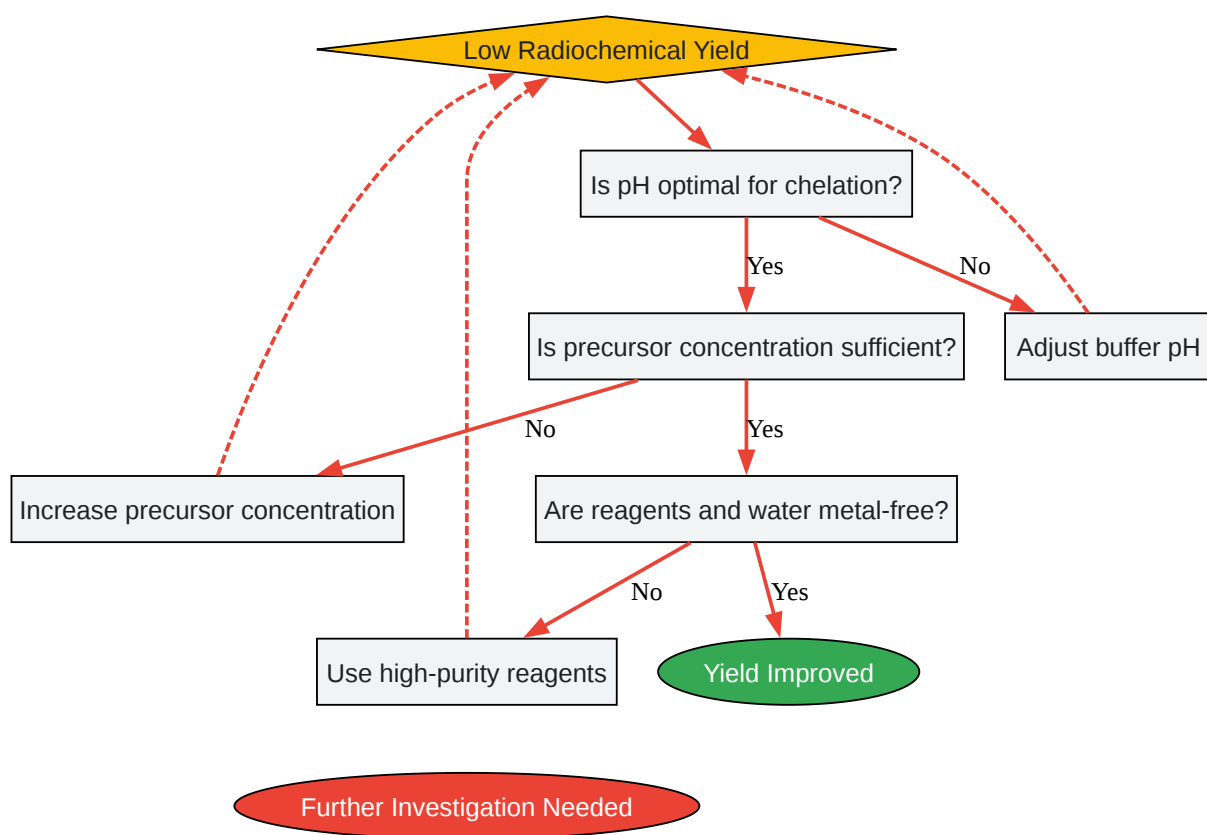 Low Radiochemical Yield
Is pH optimal for chelation?
Yes
No
Is precursor concentration sufficient?
Adjust buffer pH
No
Yes
Increase precursor concentration
Are reagents and water metal-free?
No
Yes
Use high-purity reagents
Yield Improved
Further Investigation Needed